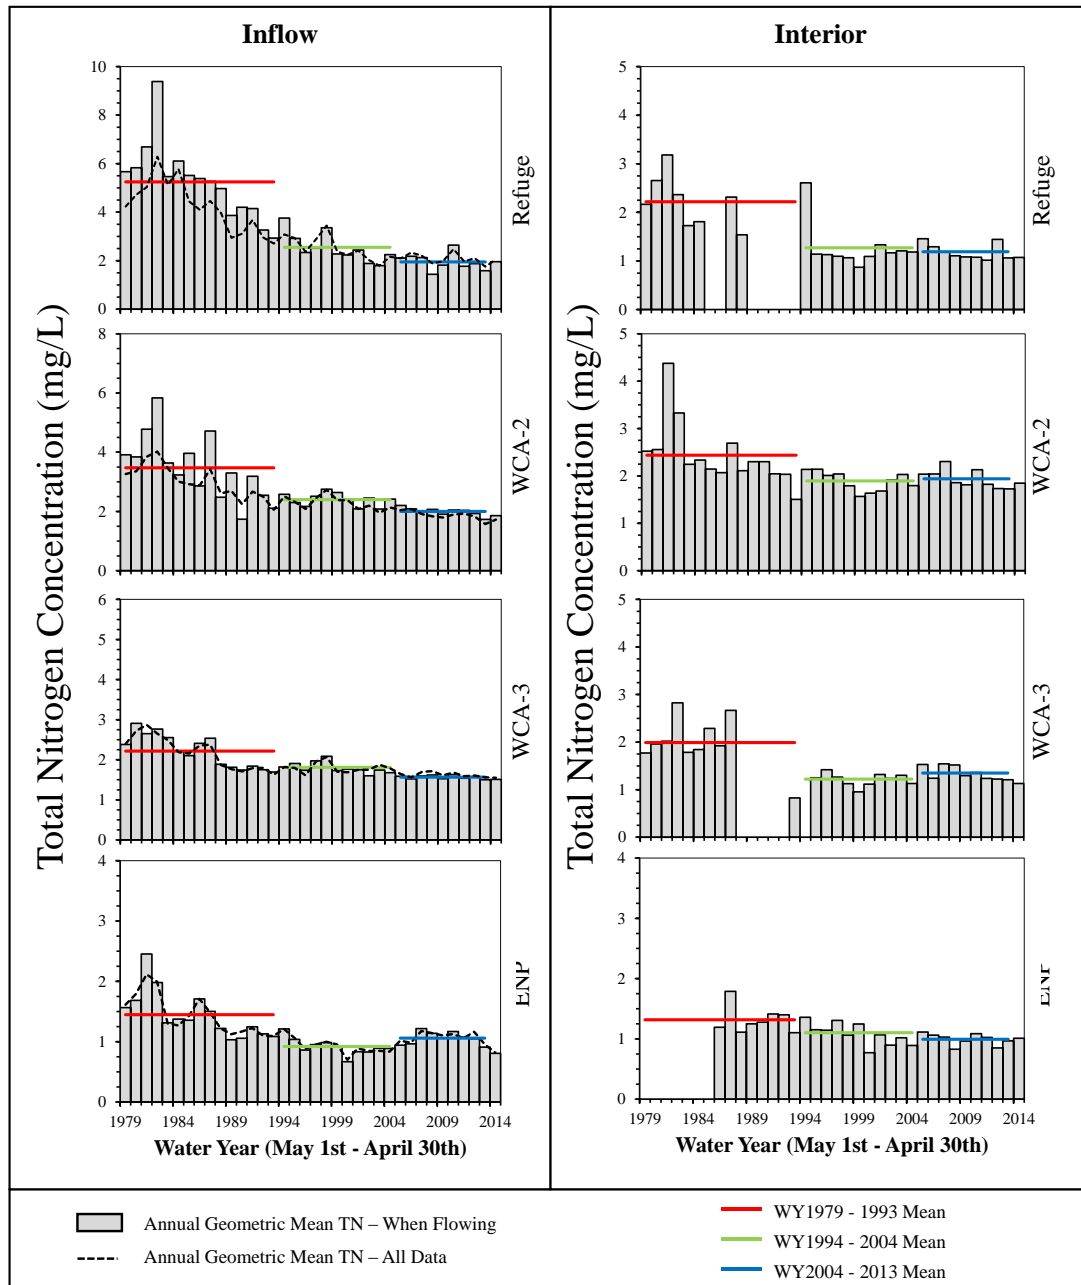 Inflow
Interior
Total Nitrogen Concentration (mg/L)
10
8
6
4
2
0
Refuge
8
6
4
2
0
WCA-2
6
5
4
3
2
1
0
WCA-3
4
3
2
1
0
ENP
1979 1984 1989 1994 1999 2004 2009 2014
Water Year (May 1st - April 30th)
Total Nitrogen Concentration (mg/L)
5
4
3
2
1
0
Refuge
5
4
3
2
1
0
WCA-2
5
4
3
2
1
0
WCA-3
4
3
2
1
0
ENP
1979 1984 1989 1994 1999 2004 2009 2014
Water Year (May 1st - April 30th)
Annual Geometric Mean TN – When Flowing
Annual Geometric Mean TN – All Data
WY1979 - 1993 Mean
WY1994 - 2004 Mean
WY2004 - 2013 Mean